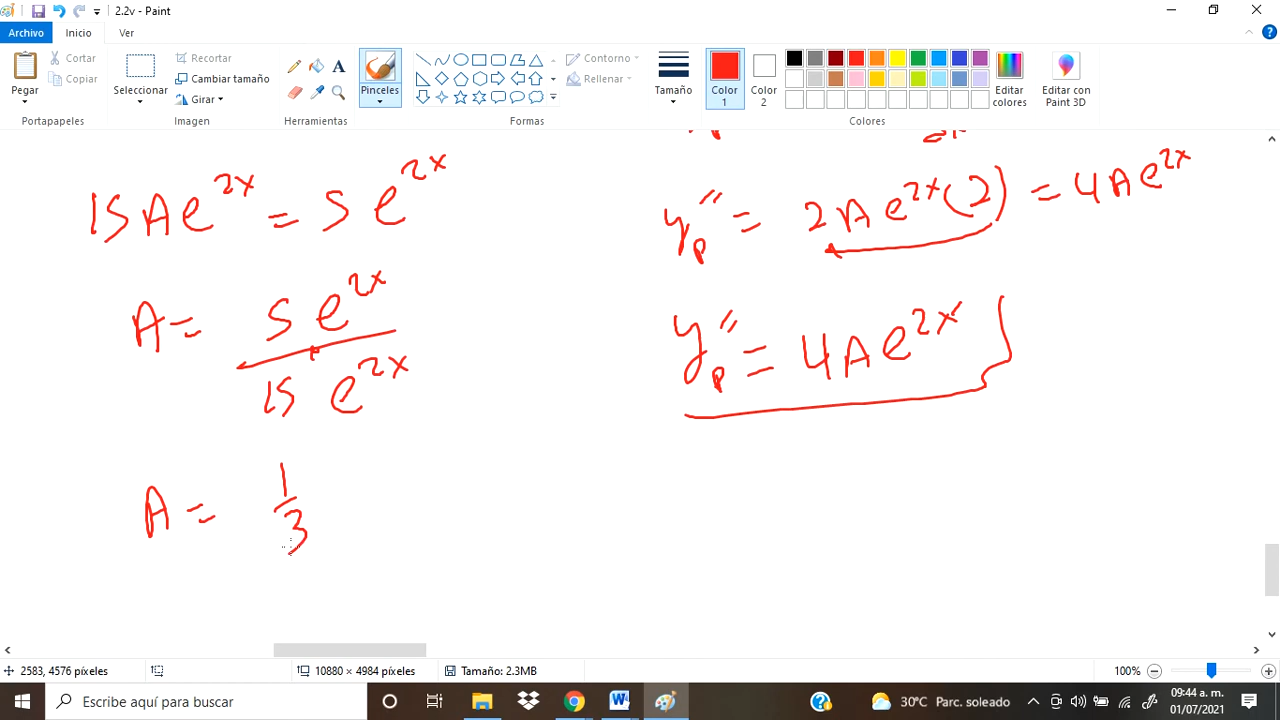 2.2v - Paint
Archivo Inicio Ver
Pegar
Cortar
Copiar
Portapapeles
Seleccionar
Recortar
Cambiar tamaño
Girar
Imagen
Herramientas
Pinceles
Contorno
Rellenar
Formas
Tamaño
Color 1
Color 2
Editar colores
Editar con Paint 3D
Colores
15Ae^{2x} = 5e^{2x}
A = \frac{5e^{2x}}{15e^{2x}}
A = \frac{1}{3}
y_p'' = 2Ae^{2x}(2) = 4Ae^{2x}
y_p'' = 4Ae^{2x}
2583, 4576 píxeles
10880 × 4984 píxeles
Tamaño: 2.3MB
100%
Escribe aquí para buscar
30°C Parc. soleado
09:44 a. m.
01/07/2021